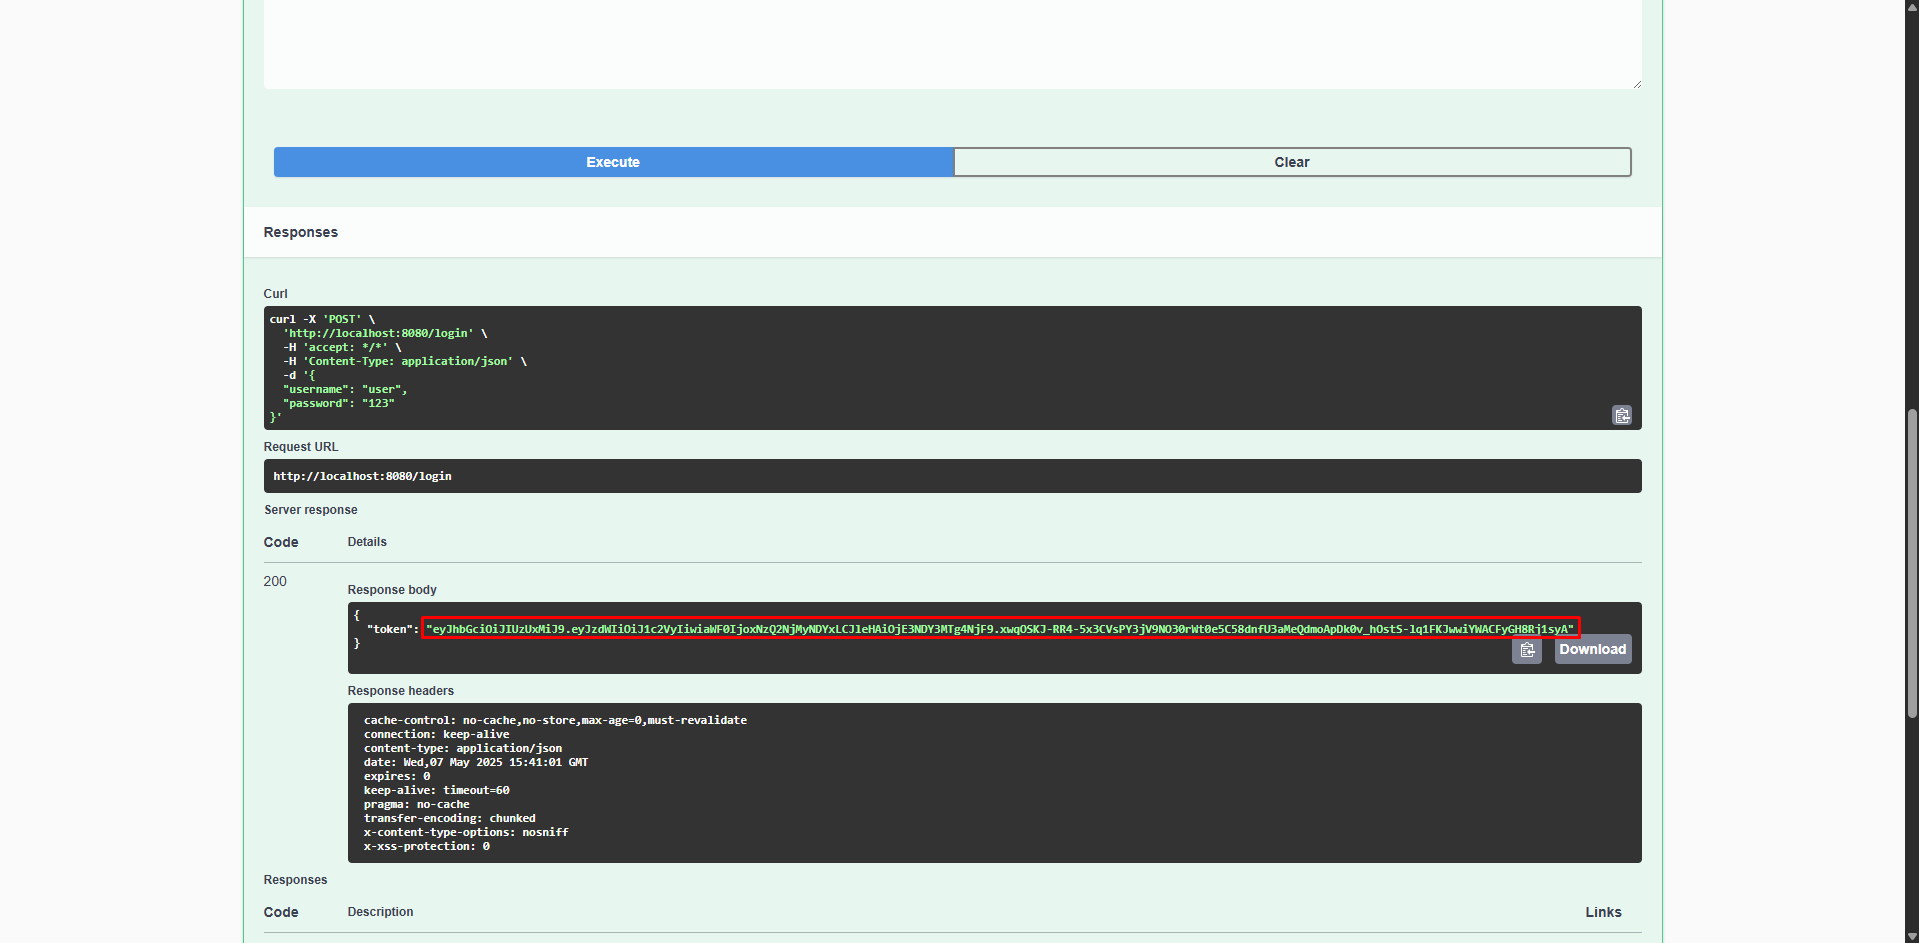 Execute
Clear
Responses
Curl
curl -X 'POST' \
'http://localhost:8080/login' \
-H 'accept: */*' \
-H 'Content-Type: application/json' \
-d '{
"username": "user",
"password": "123"
}'
Request URL
http://localhost:8080/login
Server response
Code Details
200
Response body
{
"token": "eyJhbGciOiJIUzUxMiJ9.eyJzdWIiOiJ1c2VyIiwiaWF0IjoxNzQ2NjMyNDYxLCJleHAiOjE3NDY3MTg4NjF9.xwqOSKJ-RR4-5x3CVsPY3jV9NO30rWt0e5C58dnfU3aMeQdmoApDk0v_hOstS-lq1FKJwwiYWACFyGH8Rj1syA"
}
Download
Response headers
cache-control: no-cache,no-store,max-age=0,must-revalidate
connection: keep-alive
content-type: application/json
date: Wed,07 May 2025 15:41:01 GMT
expires: 0
keep-alive: timeout=60
pragma: no-cache
transfer-encoding: chunked
x-content-type-options: nosniff
x-xss-protection: 0
Responses
Code Description Links